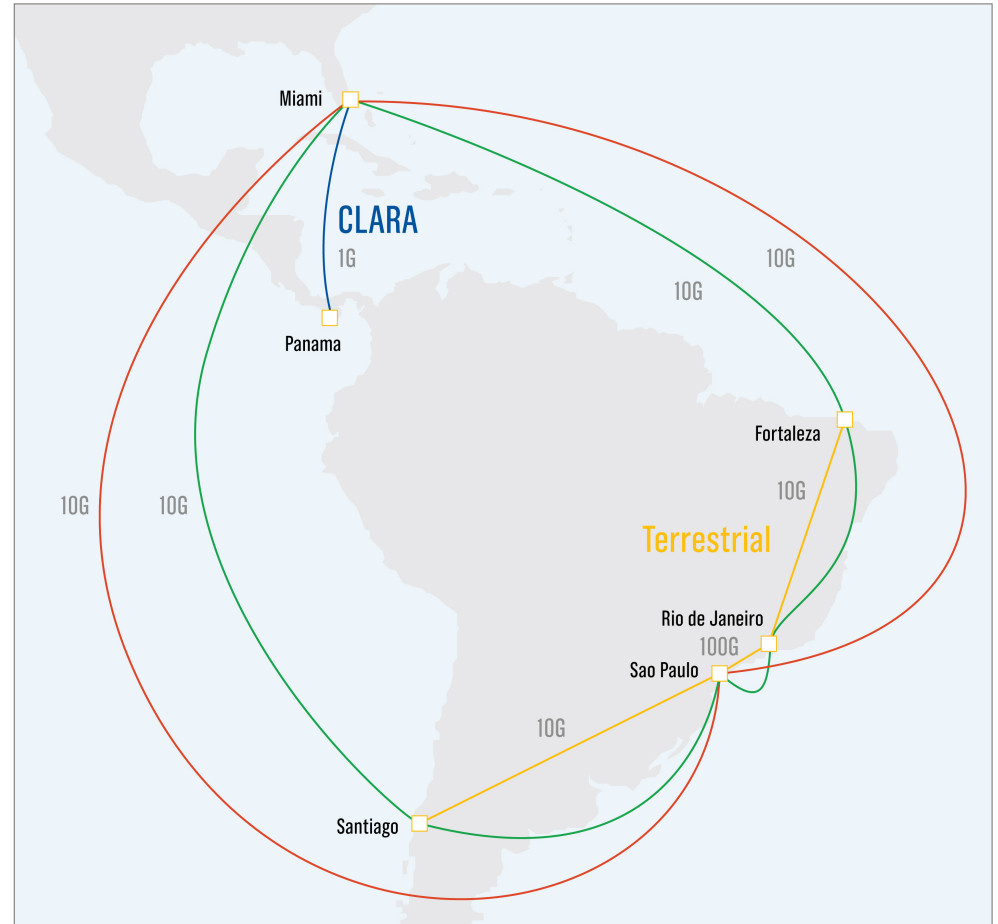 Miami
CLARA
1G
10G
10G
Panama
Fortaleza
10G
10G
10G
Terrestrial
Rio de Janeiro
100G
Sao Paulo
10G
Santiago